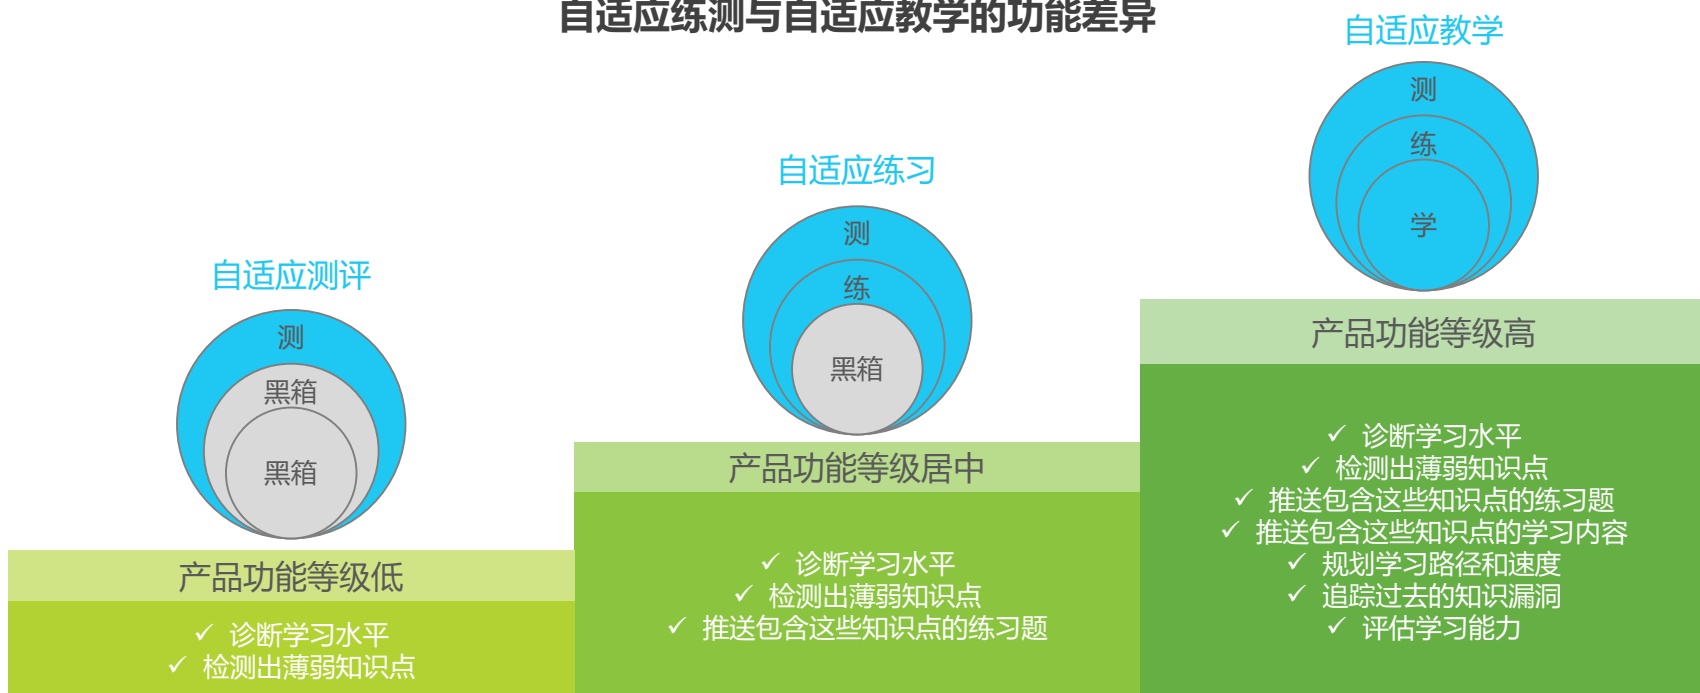 自适应练测与自适应教学的功能差异
自适应测评
测
黑箱
黑箱
产品功能等级低
✓ 诊断学习水平
✓ 检测出薄弱知识点
自适应练习
测
练
黑箱
产品功能等级居中
✓ 诊断学习水平
✓ 检测出薄弱知识点
✓ 推送包含这些知识点的练习题
自适应教学
测
练
学
产品功能等级高
✓ 诊断学习水平
✓ 检测出薄弱知识点
✓ 推送包含这些知识点的练习题
✓ 推送包含这些知识点的学习内容
✓ 规划学习路径和速度
✓ 追踪过去的知识漏洞
✓ 评估学习能力